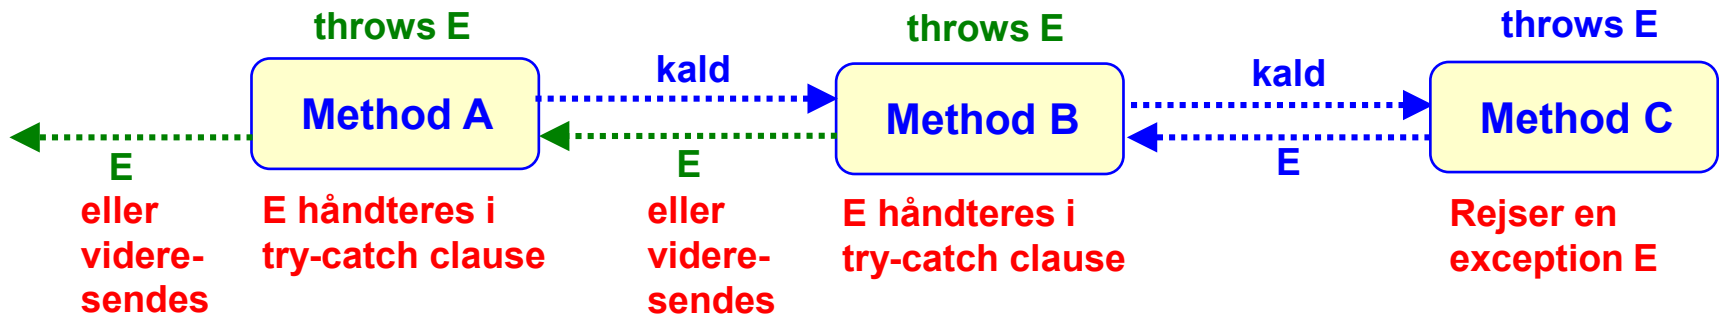 throws E
throws E
throws E
kald
kald
Method A
Method B
Method C
E
E
E
eller
videre-
sendes
E håndteres i
try-catch clause
eller
videre-
sendes
E håndteres i
try-catch clause
Rejser en
exception E